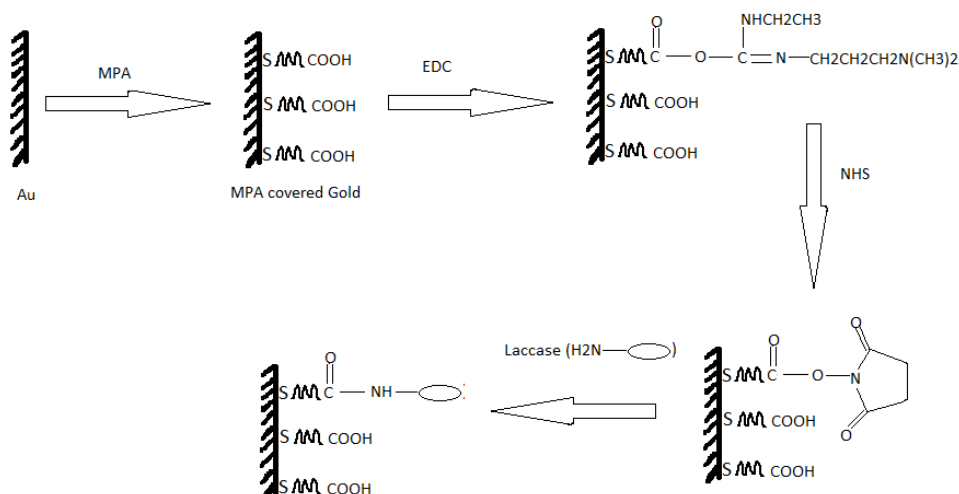 Au
MPA
S COOH
S COOH
S COOH
MPA covered Gold
EDC
O
NHCH2CH3
S C O C N CH2CH2CH2N(CH3)2
S COOH
S COOH
NHS
O
O
S C O N
O
S COOH
S COOH
Laccase (H2N )
O
S C NH )
S COOH
S COOH